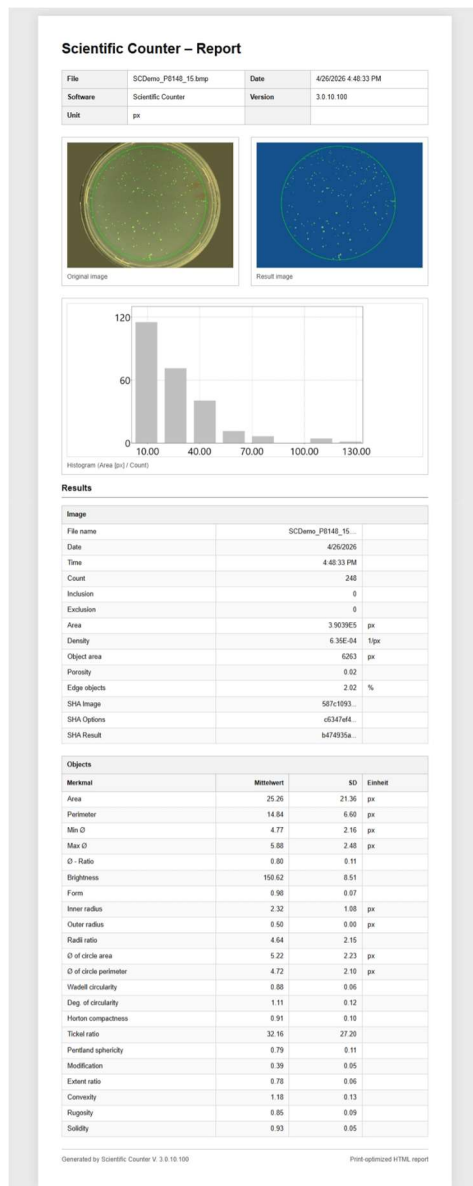 Scientific Counter – Report
File SCDemo_P8148_15.bmp Date 4/26/2026 4:48:33 PM
Software Scientific Counter Version 3.0.10.100
Unit px
Original image Result image
120
60
0
10.00 40.00 70.00 100.00 130.00
Histogram (Area [px] / Count)
Results
Image
File name SCDemo_P8148_15...
Date 4/26/2026
Time 4:48:33 PM
Count 248
Inclusion 0
Exclusion 0
Area 3.9039E5 px
Density 6.35E-04 1/px
Object area 6263 px
Porosity 0.02
Edge objects 2.02 %
SHA Image 587c1093...
SHA Options c6347ef4...
SHA Result b474935a...
Objects
Merkmal Mittelwert SD Einheit
Area 25.26 21.36 px
Perimeter 14.84 6.60 px
Min Ø 4.77 2.16 px
Max Ø 5.88 2.48 px
Ø - Ratio 0.80 0.11
Brightness 150.62 8.51
Form 0.98 0.07
Inner radius 2.32 1.08 px
Outer radius 0.50 0.00 px
Radii ratio 4.64 2.15
Ø of circle area 5.22 2.23 px
Ø of circle perimeter 4.72 2.10 px
Wadell circularity 0.88 0.06
Deg. of circularity 1.11 0.12
Horton compactness 0.91 0.10
Tickel ratio 32.16 27.20
Pentland sphericity 0.79 0.11
Modification 0.39 0.05
Extent ratio 0.78 0.06
Convexity 1.18 0.13
Rugosity 0.85 0.09
Solidity 0.93 0.05
Generated by Scientific Counter V. 3.0.10.100 Print-optimized HTML report